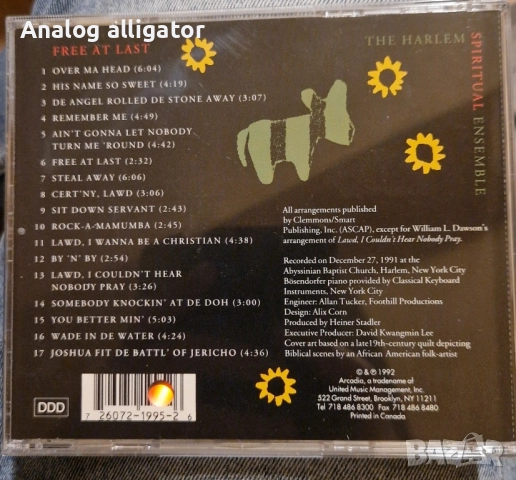 Analog alligator
FREE AT LAST
THE HARLEM
SPIRITUAL ENSEMBLE
1 OVER MA HEAD (6:04)
2 HIS NAME SO SWEET (4:19)
3 DE ANGEL ROLLED DE STONE AWAY (3:07)
4 REMEMBER ME (4:49)
5 AIN'T GONNA LET NOBODY
TURN ME 'ROUND (4:42)
6 FREE AT LAST (2:32)
7 STEAL AWAY (6:06)
8 CERT'NY, LAWD (3:06)
9 SIT DOWN SERVANT (2:43)
10 ROCK-A-MAMUMBA (2:45)
11 LAWD, I WANNA BE A CHRISTIAN (4:38)
12 BY 'N' BY (2:54)
13 LAWD, I COULDN'T HEAR
NOBODY PRAY (3:26)
14 SOMEBODY KNOCKIN' AT DE DOH (3:00)
15 YOU BETTER MIN' (5:03)
16 WADE IN DE WATER (4:24)
17 JOSHUA FIT DE BATTL' OF JERICHO (4:36)
All arrangements published
by Clemmons/Smart
Publishing, Inc. (ASCAP), except for William L. Dawson's
arrangement of Lawd, I Couldn't Hear Nobody Pray.
Recorded on December 27, 1991 at the
Abyssinian Baptist Church, Harlem, New York City
Bösendorfer piano provided by Classical Keyboard
Instruments, New York City
Engineer: Allan Tucker, Foothill Productions
Design: Alix Corn
Produced by Heiner Stadler
Executive Producer: David Kwangmin Lee
Cover art based on a late19th-century quilt depicting
Biblical scenes by an African American folk-artist
© & ℗ 1992
Arcadia, a tradename of
United Music Management, Inc.
522 Grand Street, Brooklyn, NY 11211
Tel 718 486 8300 Fax 718 486 8480
Printed in Canada
DDD
7 26072-1995-2 6
bazar